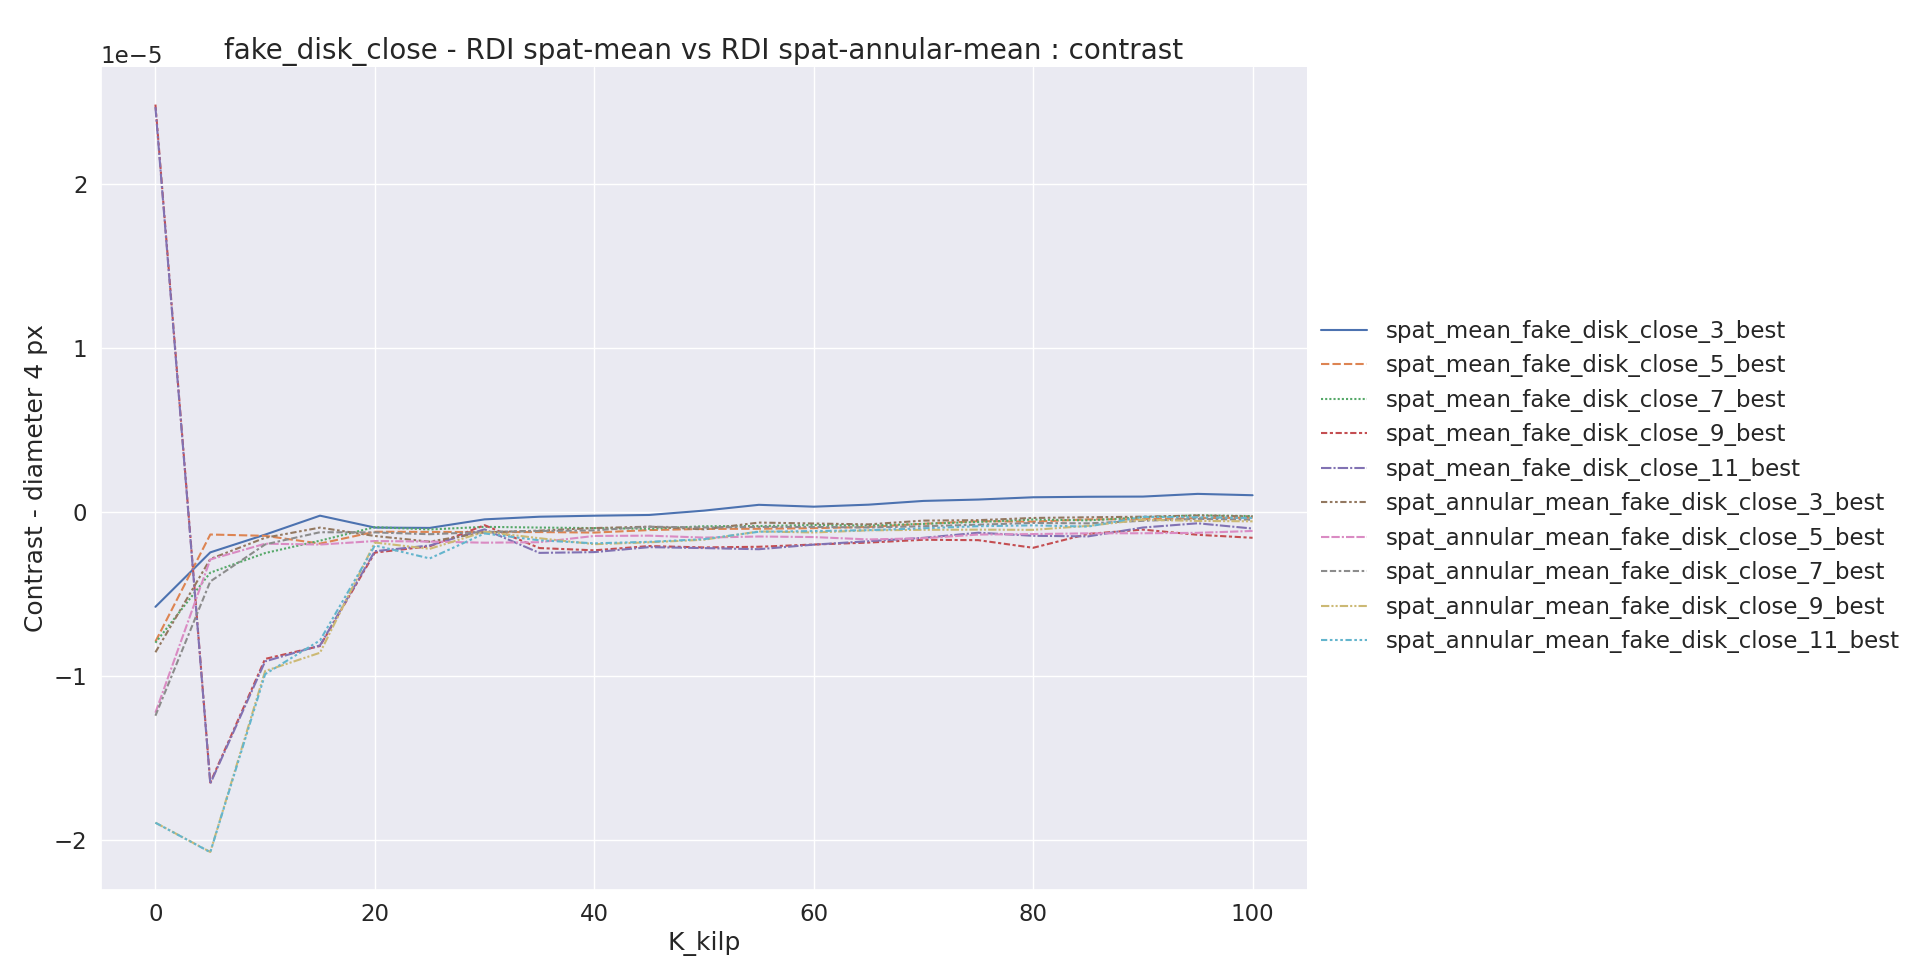 fake_disk_close - RDI spat-mean vs RDI spat-annular-mean : contrast
1e−5
2
1
0
−1
−2
Contrast - diameter 4 px
0 20 40 60 80 100
K_kilp
spat_mean_fake_disk_close_3_best
spat_mean_fake_disk_close_5_best
spat_mean_fake_disk_close_7_best
spat_mean_fake_disk_close_9_best
spat_mean_fake_disk_close_11_best
spat_annular_mean_fake_disk_close_3_best
spat_annular_mean_fake_disk_close_5_best
spat_annular_mean_fake_disk_close_7_best
spat_annular_mean_fake_disk_close_9_best
spat_annular_mean_fake_disk_close_11_best